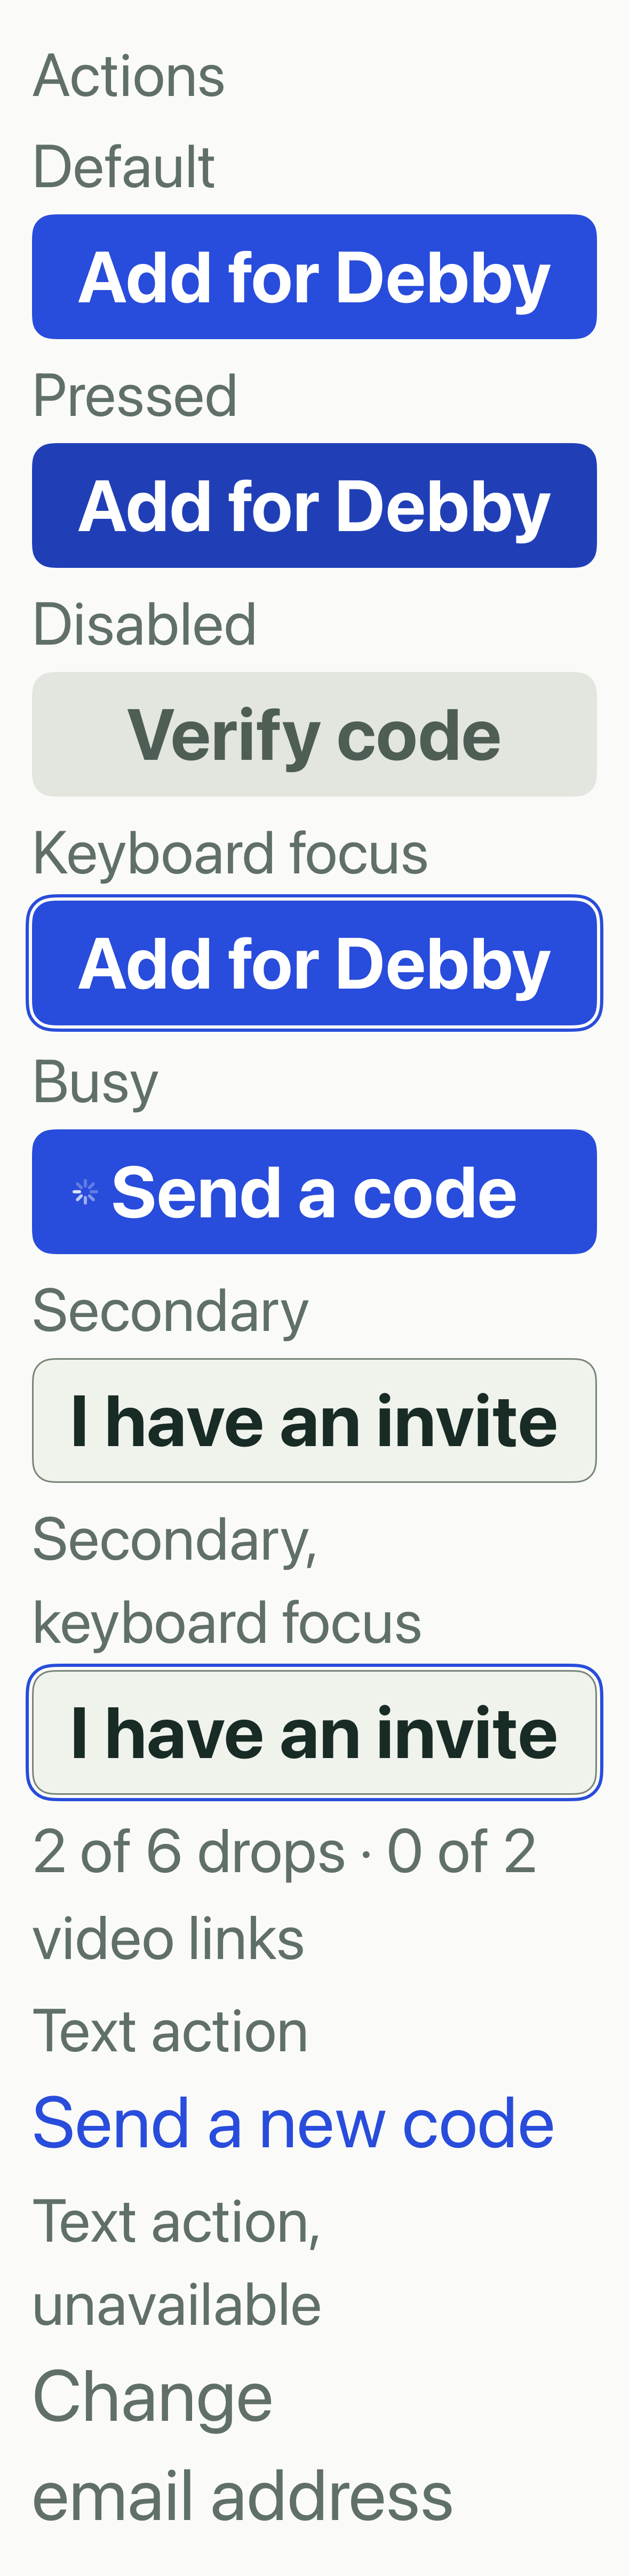 Actions
Default
Add for Debby
Pressed
Add for Debby
Disabled
Verify code
Keyboard focus
Add for Debby
Busy
Send a code
Secondary
I have an invite
Secondary,
keyboard focus
I have an invite
2 of 6 drops · 0 of 2
video links
Text action
Send a new code
Text action,
unavailable
Change
email address